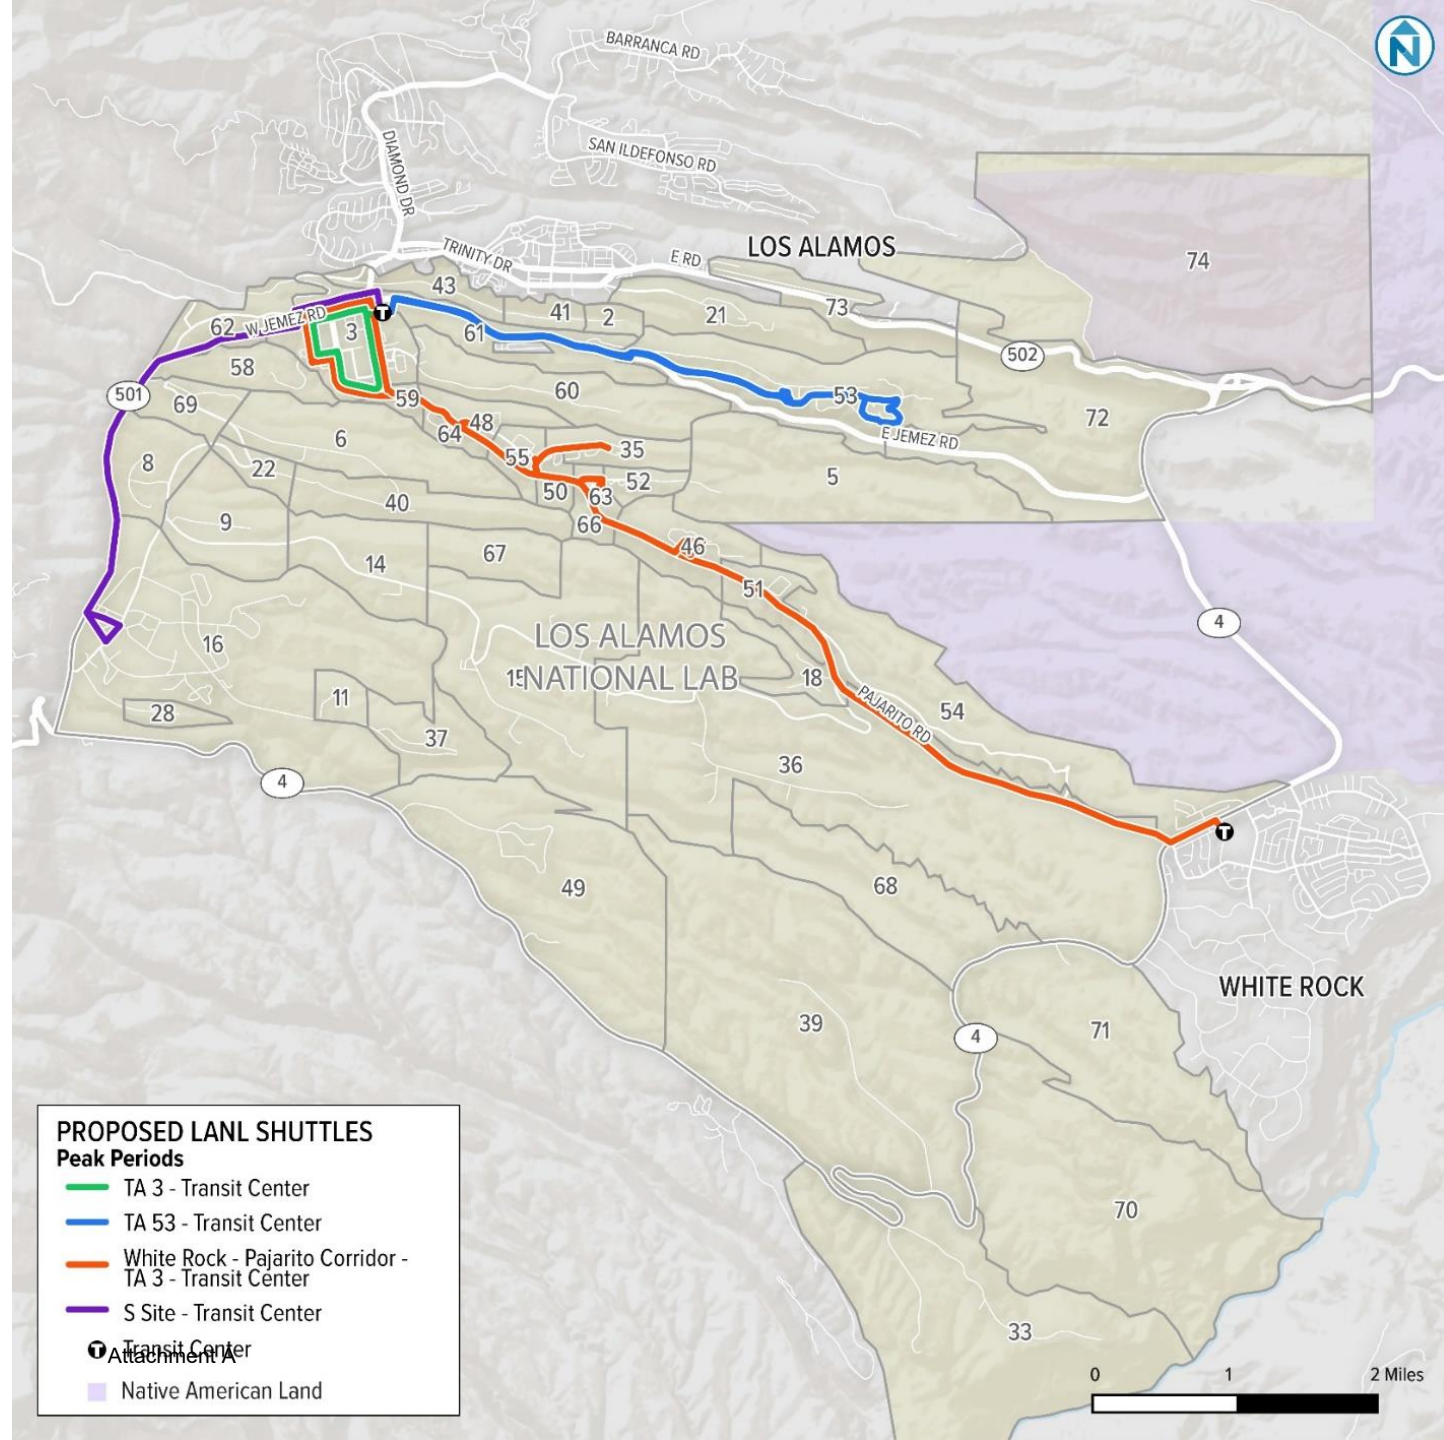 N
BARRANCA RD
DIAMOND DR
SAN ILDEFONSO RD
TRINITY DR
E RD
LOS ALAMOS
74
43
41
2
21
73
62
W JEMEZ RD
3
61
502
58
501
69
59
60
53
72
E JEMEZ RD
6
64
48
8
22
55
35
5
40
50
52
63
9
66
14
67
46
51
4
16
LOS ALAMOS
NATIONAL LAB
15
18
11
28
37
PAJARITO RD
54
4
36
T
49
68
WHITE ROCK
39
4
71
70
33
PROPOSED LANL SHUTTLES
Peak Periods
TA 3 - Transit Center
TA 53 - Transit Center
White Rock - Pajarito Corridor -
TA 3 - Transit Center
S Site - Transit Center
T Transit Center
Attachment A
Native American Land
0 1 2 Miles
T